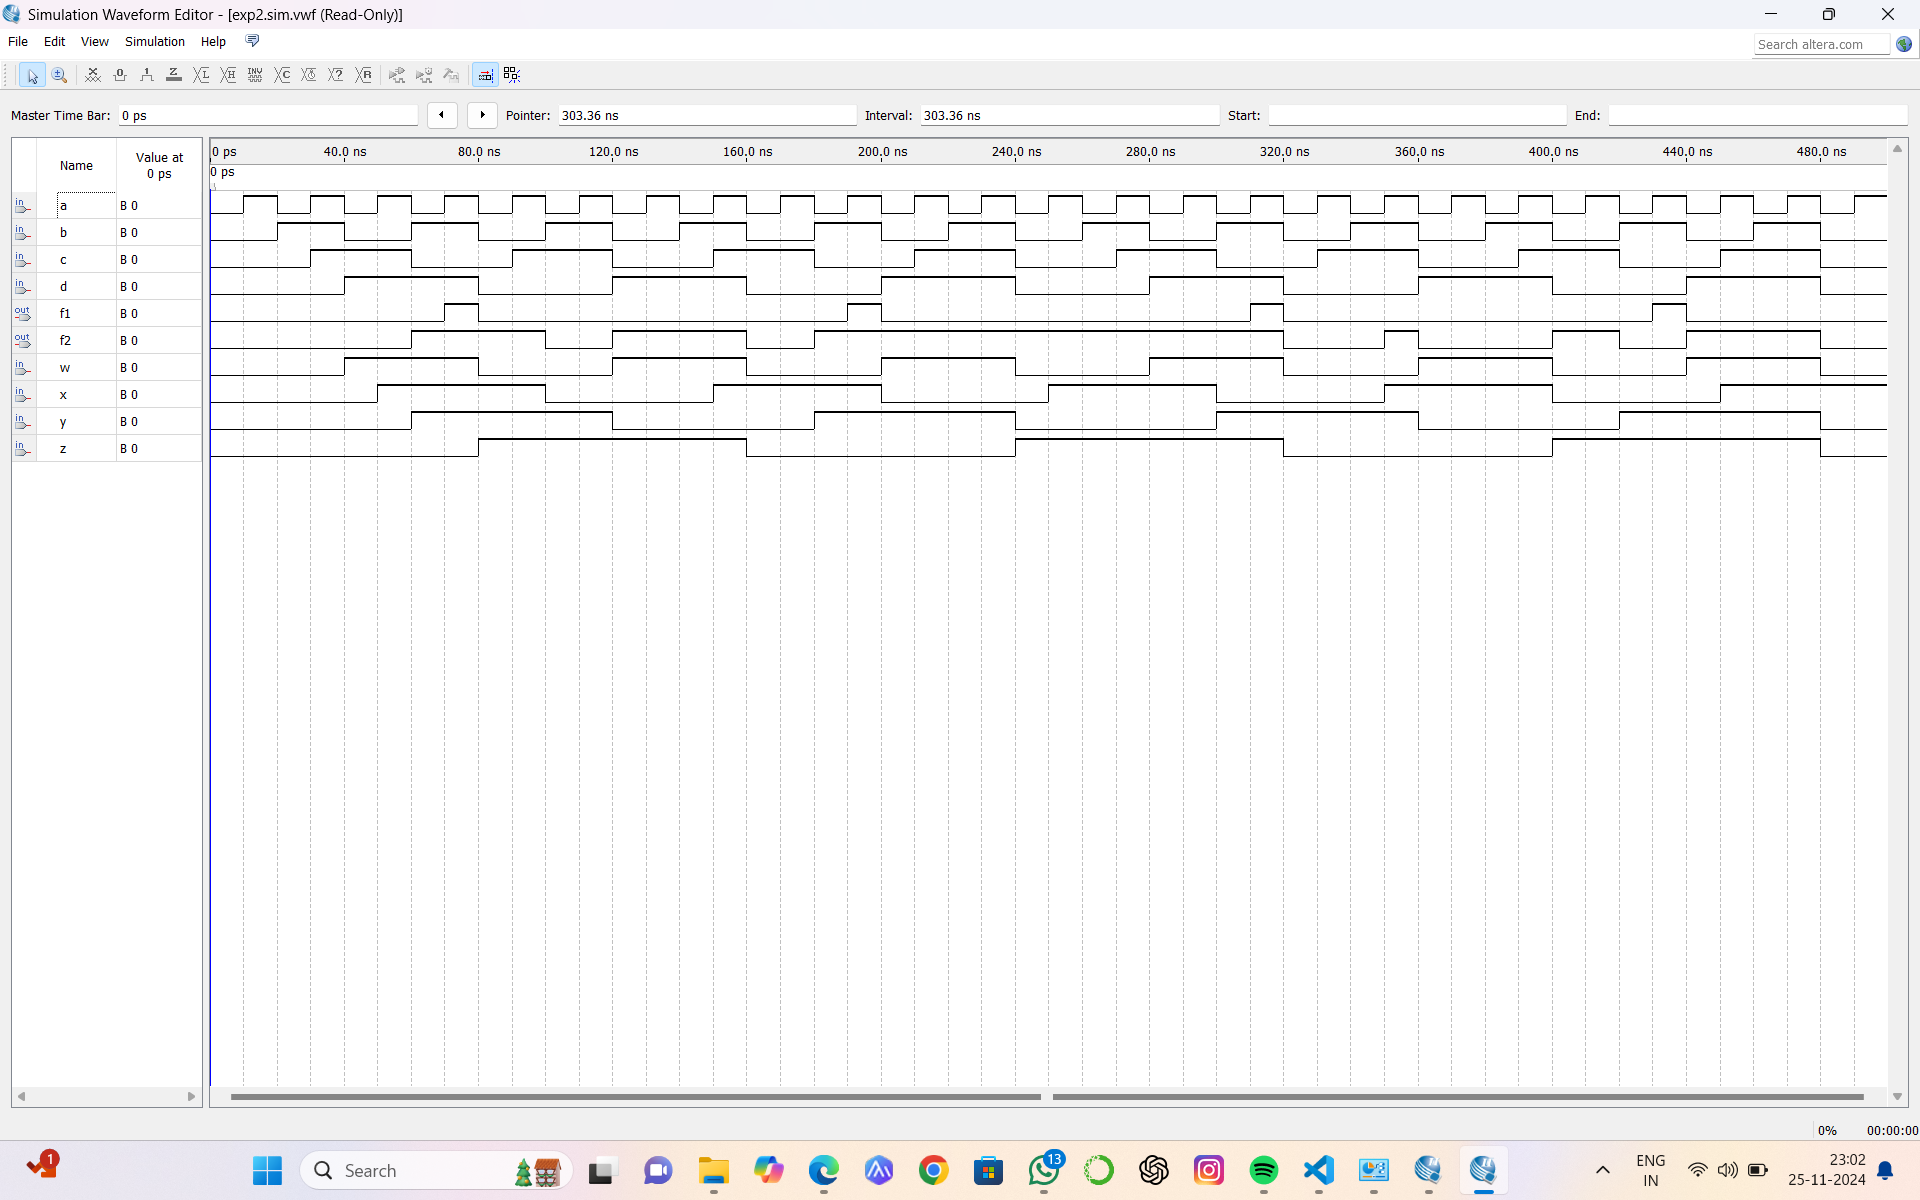 Simulation Waveform Editor - [exp2.sim.vwf (Read-Only)]
File Edit View Simulation Help
Search altera.com
Master Time Bar: 0 ps Pointer: 303.36 ns Interval: 303.36 ns Start: End:
Name Value at 0 ps
0 ps 40.0 ns 80.0 ns 120.0 ns 160.0 ns 200.0 ns 240.0 ns 280.0 ns 320.0 ns 360.0 ns 400.0 ns 440.0 ns 480.0 ns
0 ps
in a B 0
in b B 0
in c B 0
in d B 0
out f1 B 0
out f2 B 0
in w B 0
in x B 0
in y B 0
in z B 0
0% 00:00:00
1
Search
13
ENG
IN
23:02
25-11-2024